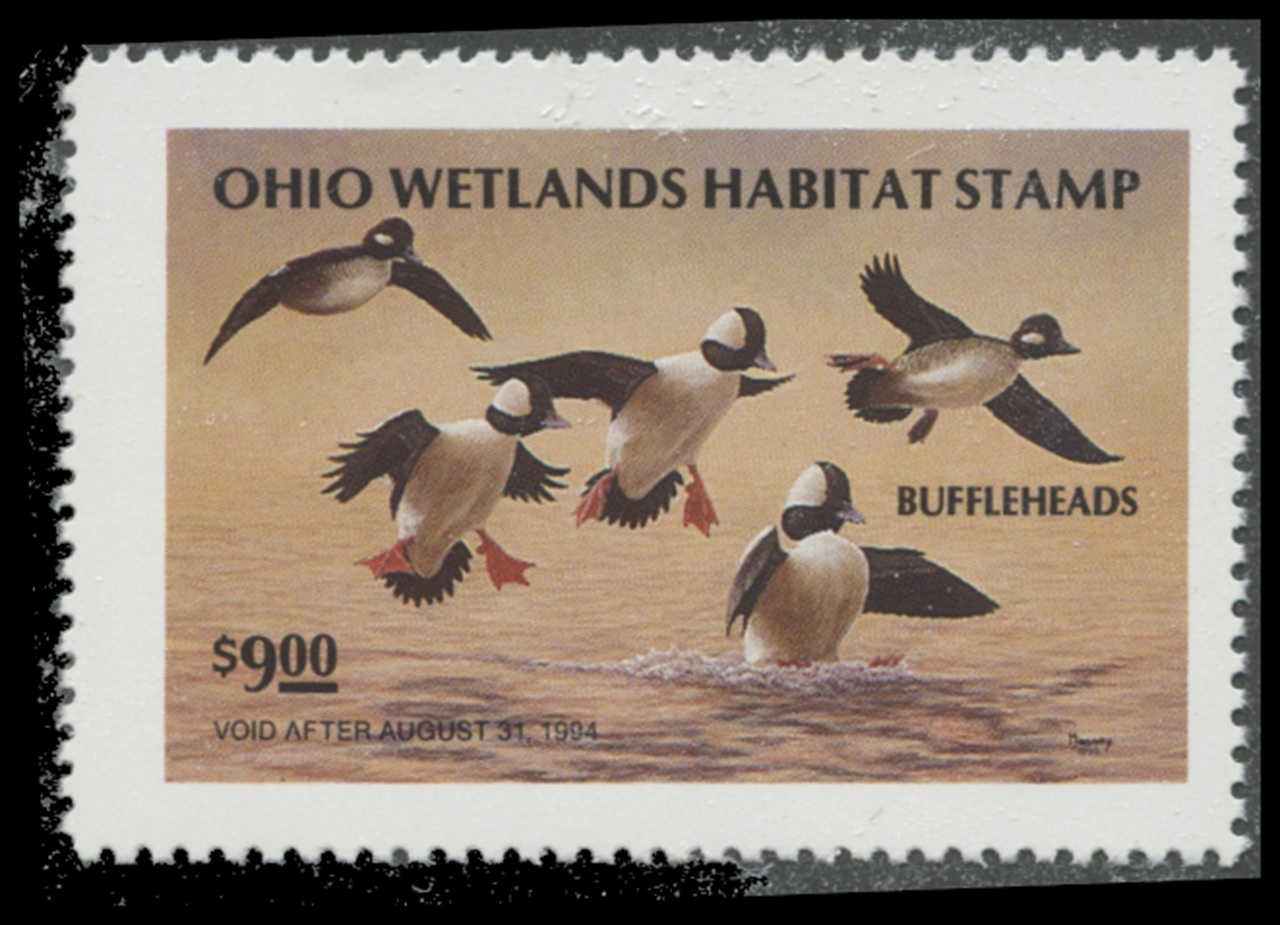 OHIO WETLANDS HABITAT STAMP
BUFFLEHEADS
$9.00
VOID AFTER AUGUST 31, 1994